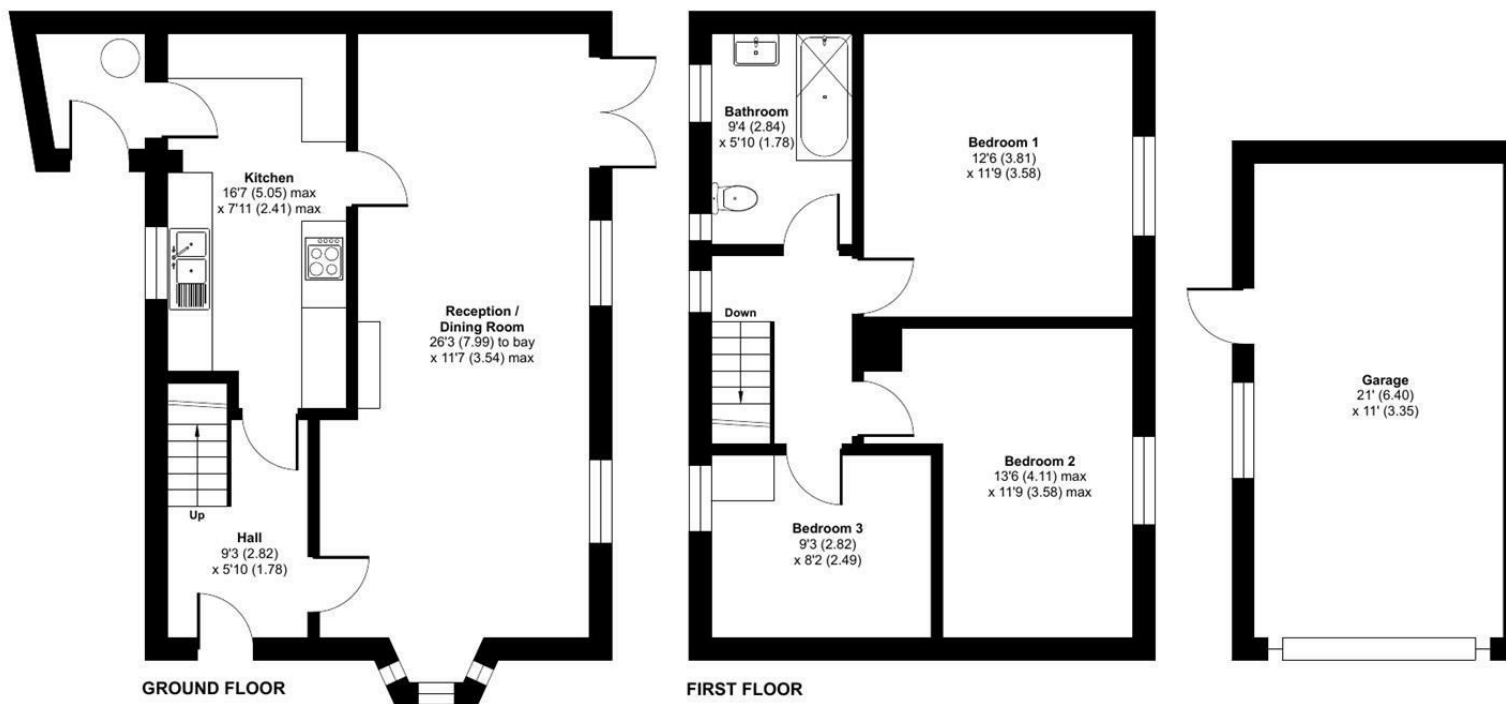 Kitchen
16'7 (5.05) max
x 7'11 (2.41) max
Reception /
Dining Room
26'3 (7.99) to bay
x 11'7 (3.54) max
Up
Hall
9'3 (2.82)
x 5'10 (1.78)
GROUND FLOOR
Bathroom
9'4 (2.84)
x 5'10 (1.78)
Bedroom 1
12'6 (3.81)
x 11'9 (3.58)
Down
Bedroom 2
13'6 (4.11) max
x 11'9 (3.58) max
Bedroom 3
9'3 (2.82)
x 8'2 (2.49)
FIRST FLOOR
Garage
21' (6.40)
x 11' (3.35)